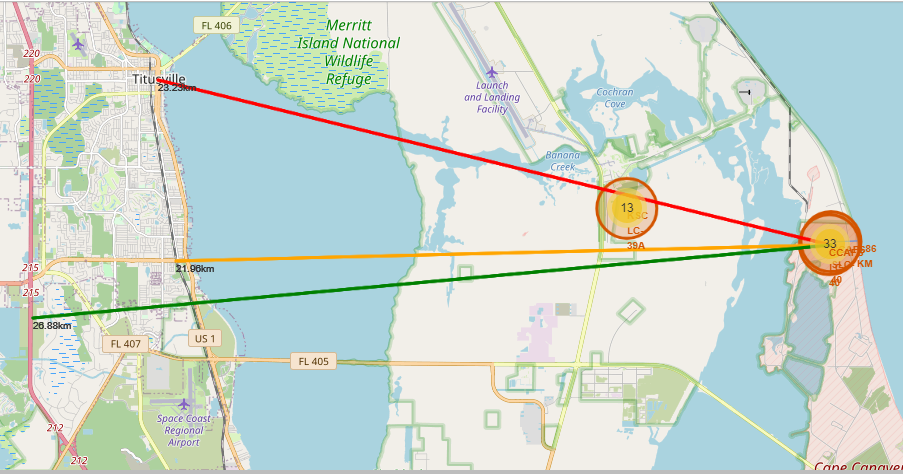 FL 406
Merritt
Island National
Wildlife
Refuge
220
220
Titusville
23.23km
Launch
and Landing
Facility
Cochran
Cove
Banana
Creek
13
KSC
LC-
39A
33
215
215
21.96km
26.88km
US 1
FL 407
FL 405
Space Coast
Regional
Airport
212
212